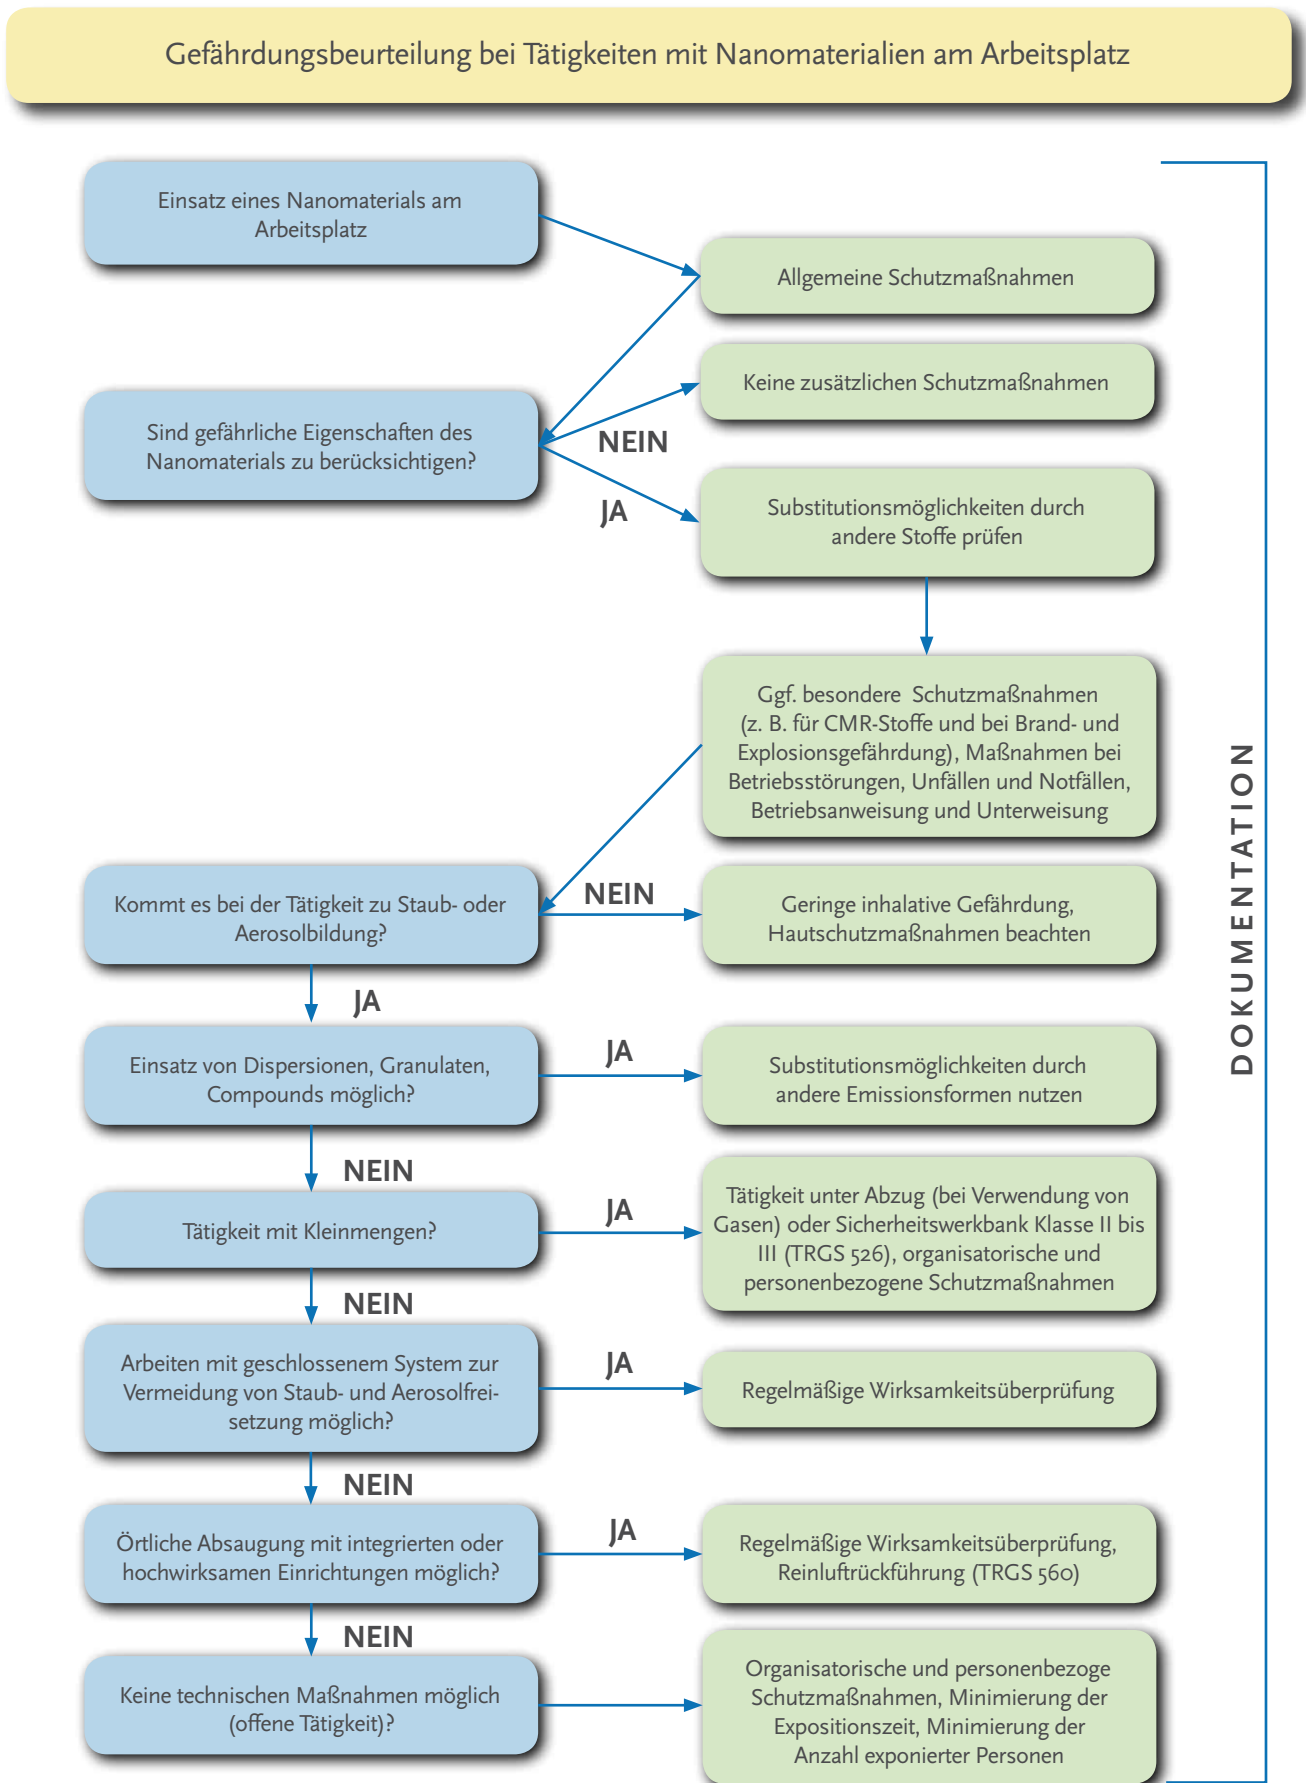 Gefährdungsbeurteilung bei Tätigkeiten mit Nanomaterialien am Arbeitsplatz
Einsatz eines Nanomaterials am
Arbeitsplatz
Allgemeine Schutzmaßnahmen
Keine zusätzlichen Schutzmaßnahmen
Sind gefährliche Eigenschaften des
Nanomaterials zu berücksichtigen?
NEIN
JA
Substitutionsmöglichkeiten durch
andere Stoffe prüfen
Ggf. besondere Schutzmaßnahmen
(z. B. für CMR-Stoffe und bei Brand- und
Explosionsgefährdung), Maßnahmen bei
Betriebsstörungen, Unfällen und Notfällen,
Betriebsanweisung und Unterweisung
DOKUMENTATION
Kommt es bei der Tätigkeit zu Staub- oder
Aerosolbildung?
NEIN
Geringe inhalative Gefährdung,
Hautschutzmaßnahmen beachten
JA
Einsatz von Dispersionen, Granulaten,
Compounds möglich?
JA
Substitutionsmöglichkeiten durch
andere Emissionsformen nutzen
NEIN
Tätigkeit mit Kleinmengen?
JA
Tätigkeit unter Abzug (bei Verwendung von
Gasen) oder Sicherheitswerkbank Klasse II bis
III (TRGS 526), organisatorische und
personenbezogene Schutzmaßnahmen
NEIN
Arbeiten mit geschlossenem System zur
Vermeidung von Staub- und Aerosolfrei-
setzung möglich?
JA
Regelmäßige Wirksamkeitsüberprüfung
NEIN
Örtliche Absaugung mit integrierten oder
hochwirksamen Einrichtungen möglich?
JA
Regelmäßige Wirksamkeitsüberprüfung,
Reinluftrückführung (TRGS 560)
NEIN
Keine technischen Maßnahmen möglich
(offene Tätigkeit)?
Organisatorische und personenbezoge
Schutzmaßnahmen, Minimierung der
Expositionszeit, Minimierung der
Anzahl exponierter Personen